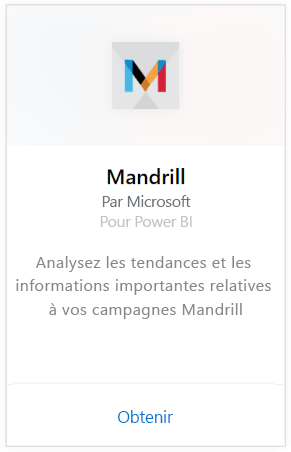 Mandrill
Par Microsoft
Pour Power BI
Analysez les tendances et les
informations importantes relatives
à vos campagnes Mandrill
Obtenir